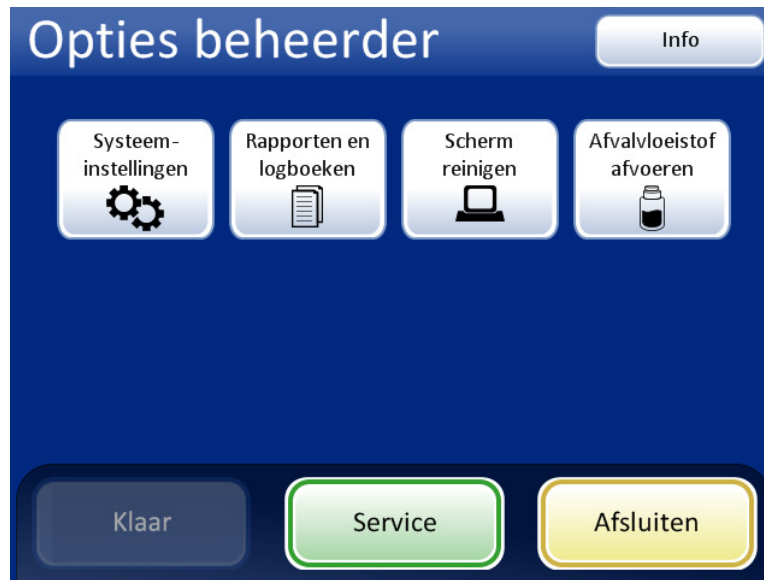 Opties beheerder
Info
Systeem-
instellingen
Rapporten en
logboeken
Scherm
reinigen
Afvalvloeistof
afvoeren
Klaar
Service
Afsluiten